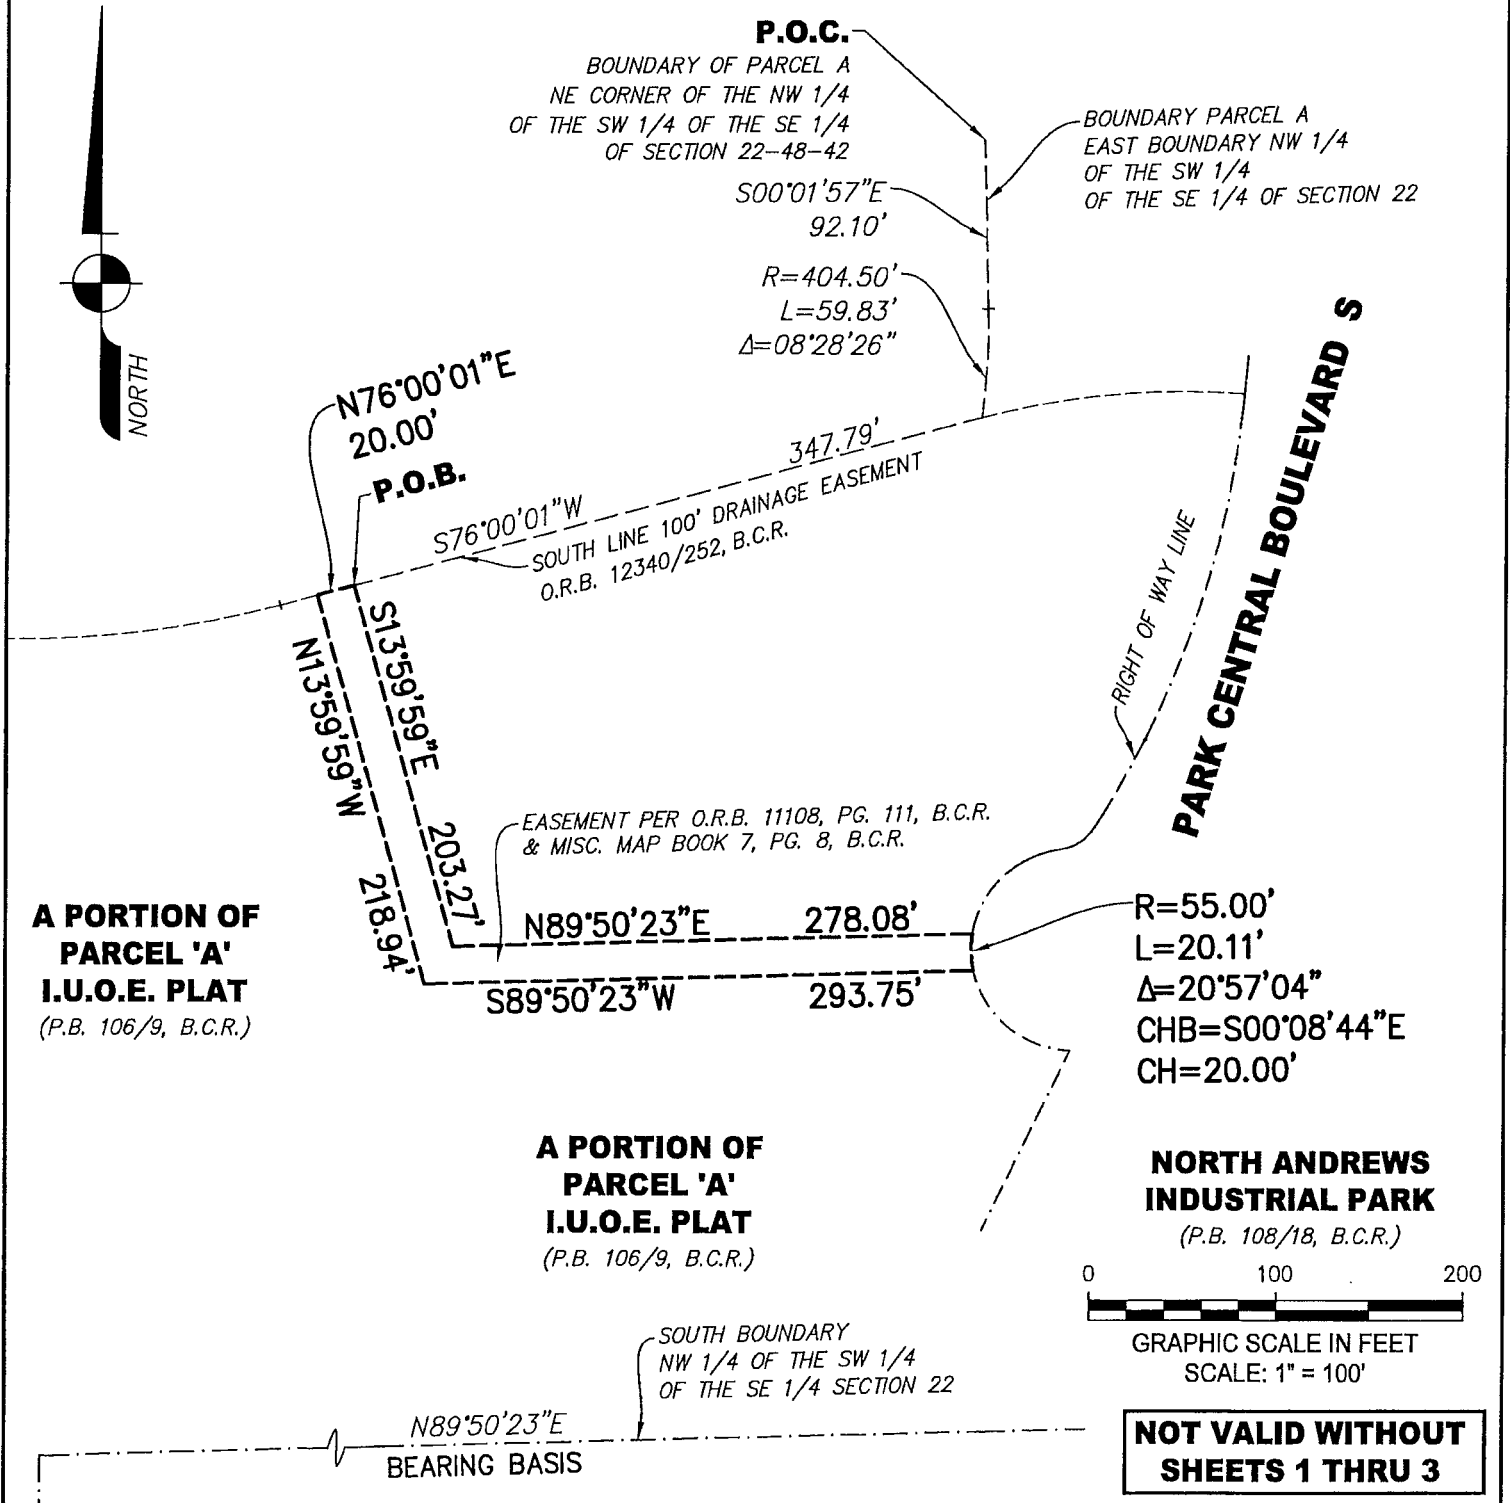 P.O.C.
BOUNDARY OF PARCEL A
NE CORNER OF THE NW 1/4
OF THE SW 1/4 OF THE SE 1/4
OF SECTION 22-48-42
BOUNDARY PARCEL A
EAST BOUNDARY NW 1/4
OF THE SW 1/4
OF THE SE 1/4 OF SECTION 22
S00°01'57"E
92.10'
R=404.50'
L=59.83'
Δ=08°28'26"
NORTH
N76°00'01"E
20.00'
P.O.B.
S76°00'01"W
347.79'
SOUTH LINE 100' DRAINAGE EASEMENT
O.R.B. 12340/252, B.C.R.
PARK CENTRAL BOULEVARD S
RIGHT OF WAY LINE
S13°59'59"E
203.27'
N13°59'59"W
218.94'
EASEMENT PER O.R.B. 11108, PG. 111, B.C.R.
& MISC. MAP BOOK 7, PG. 8, B.C.R.
A PORTION OF
PARCEL 'A'
I.U.O.E. PLAT
(P.B. 106/9, B.C.R.)
N89°50'23"E
278.08'
S89°50'23"W
293.75'
R=55.00'
L=20.11'
Δ=20°57'04"
CHB=S00°08'44"E
CH=20.00'
A PORTION OF
PARCEL 'A'
I.U.O.E. PLAT
(P.B. 106/9, B.C.R.)
NORTH ANDREWS
INDUSTRIAL PARK
(P.B. 108/18, B.C.R.)
0 100 200
GRAPHIC SCALE IN FEET
SCALE: 1" = 100'
SOUTH BOUNDARY
NW 1/4 OF THE SW 1/4
OF THE SE 1/4 SECTION 22
N89°50'23"E
BEARING BASIS
NOT VALID WITHOUT
SHEETS 1 THRU 3